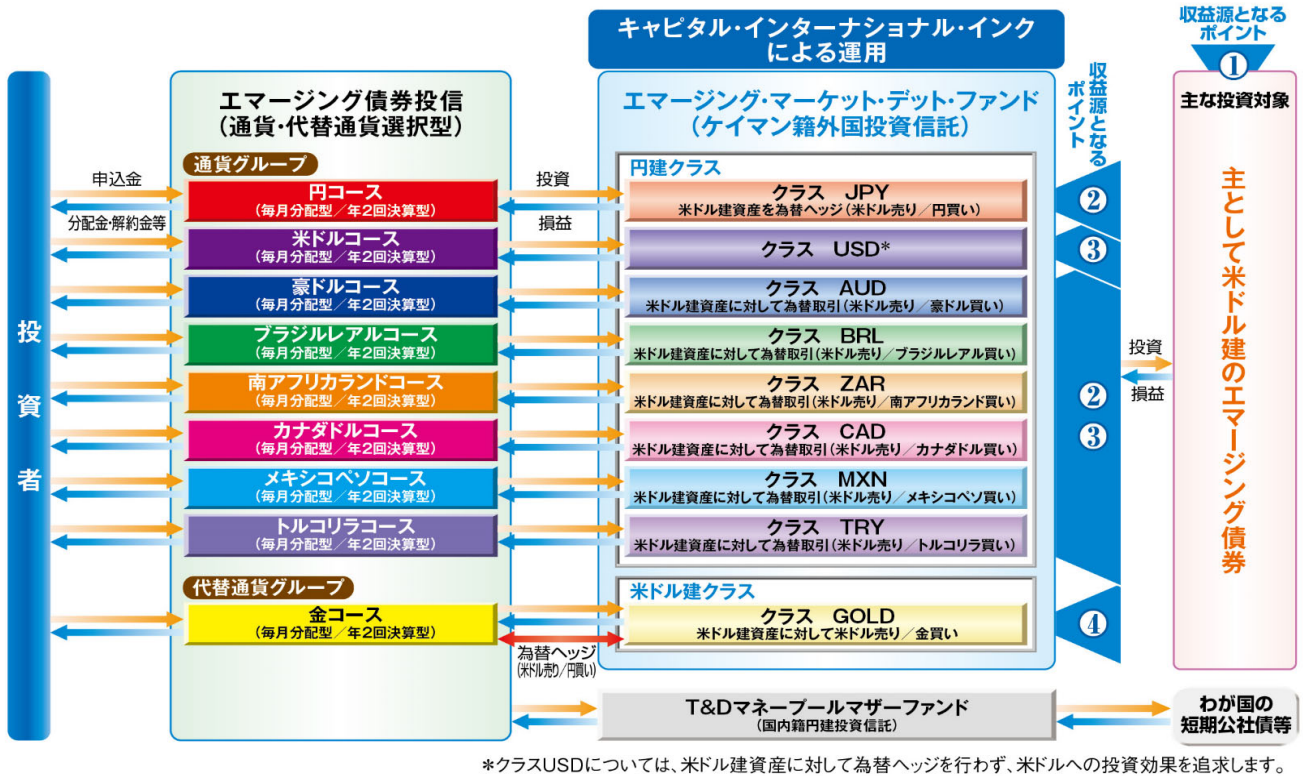 キャピタル・インターナショナル・インク
による運用
収益源となる
ポイント
①
主な投資対象
主として米ドル建のエマージング債券
投資者
エマージング債券投信
（通貨・代替通貨選択型）
エマージング・マーケット・デット・ファンド
（ケイマン籍外国投資信託）
収益源となる
ポイント
通貨グループ
円建クラス
申込金
分配金・解約金等
投資
損益
円コース
（毎月分配型／年2回決算型）
クラス JPY
米ドル建資産を為替ヘッジ（米ドル売り／円買い）
②
米ドルコース
（毎月分配型／年2回決算型）
クラス USD*
③
豪ドルコース
（毎月分配型／年2回決算型）
クラス AUD
米ドル建資産に対して為替取引（米ドル売り／豪ドル買い）
ブラジルレアルコース
（毎月分配型／年2回決算型）
クラス BRL
米ドル建資産に対して為替取引（米ドル売り／ブラジルレアル買い）
南アフリカランドコース
（毎月分配型／年2回決算型）
クラス ZAR
米ドル建資産に対して為替取引（米ドル売り／南アフリカランド買い）
②
③
投資
損益
カナダドルコース
（毎月分配型／年2回決算型）
クラス CAD
米ドル建資産に対して為替取引（米ドル売り／カナダドル買い）
メキシコペソコース
（毎月分配型／年2回決算型）
クラス MXN
米ドル建資産に対して為替取引（米ドル売り／メキシコペソ買い）
トルコリラコース
（毎月分配型／年2回決算型）
クラス TRY
米ドル建資産に対して為替取引（米ドル売り／トルコリラ買い）
代替通貨グループ
米ドル建クラス
金コース
（毎月分配型／年2回決算型）
クラス GOLD
米ドル建資産に対して米ドル売り／金買い
④
為替ヘッジ
（米ドル売り／円買い）
T&Dマネープールマザーファンド
（国内籍円建投資信託）
わが国の
短期公社債等
*クラスUSDについては、米ドル建資産に対して為替ヘッジを行わず、米ドルへの投資効果を追求します。